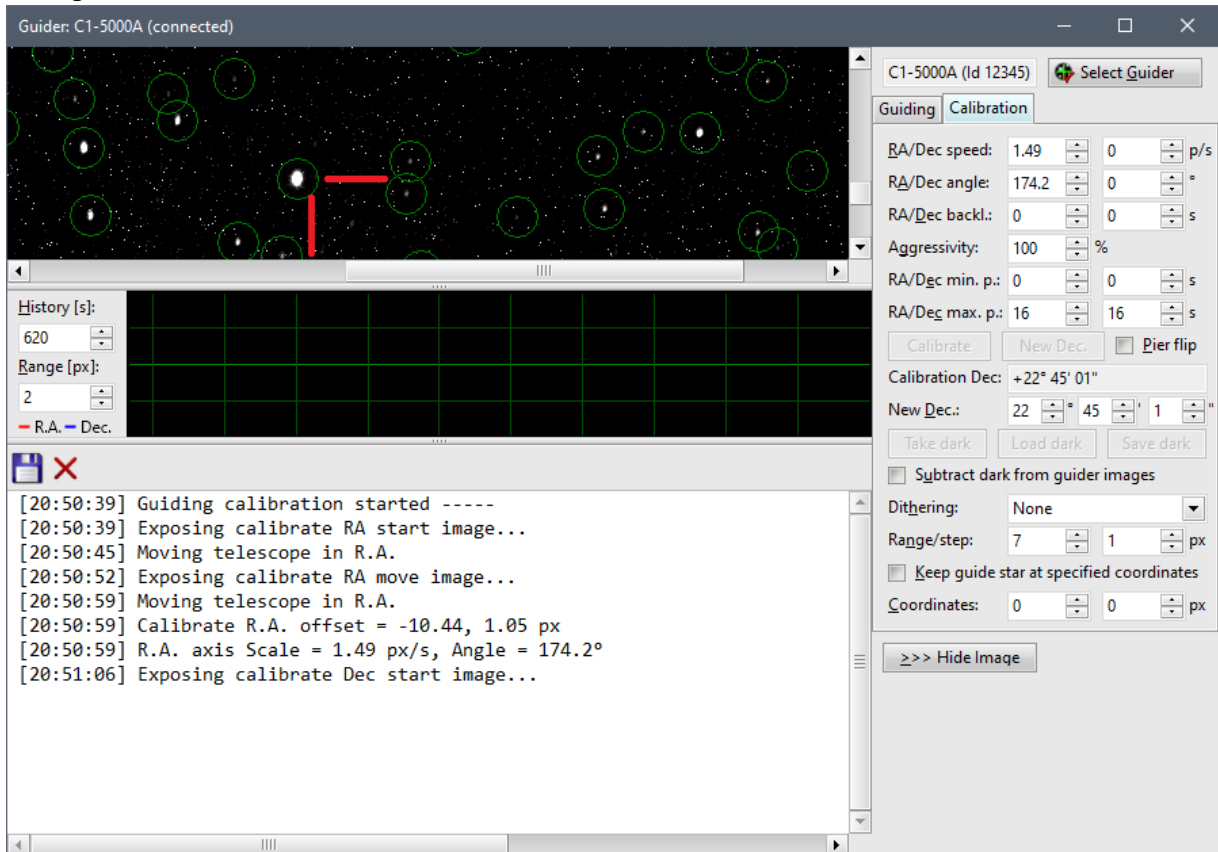 Guider: C1-5000A (connected)
C1-5000A (Id 12345) Select Guider
Guiding Calibration
RA/Dec speed: 1.49 0 p/s
RA/Dec angle: 174.2 0 °
RA/Dec backl.: 0 0 s
Aggressivity: 100 %
RA/Dec min. p.: 0 0 s
RA/Dec max. p.: 16 16 s
Calibrate New Dec. Pier flip
Calibration Dec: +22° 45' 01"
New Dec.: 22 ° 45 ' 1 "
Take dark Load dark Save dark
Subtract dark from guider images
Dithering: None
Range/step: 7 1 px
Keep guide star at specified coordinates
Coordinates: 0 0 px
>>> Hide Image
History [s]:
620
Range [px]:
2
R.A. Dec.
[20:50:39] Guiding calibration started -----
[20:50:39] Exposing calibrate RA start image...
[20:50:45] Moving telescope in R.A.
[20:50:52] Exposing calibrate RA move image...
[20:50:59] Moving telescope in R.A.
[20:50:59] Calibrate R.A. offset = -10.44, 1.05 px
[20:50:59] R.A. axis Scale = 1.49 px/s, Angle = 174.2°
[20:51:06] Exposing calibrate Dec start image...